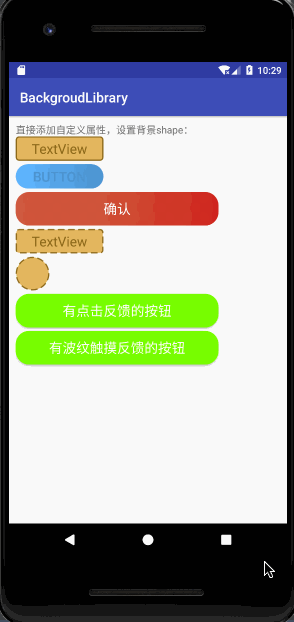 10:29
BackgroudLibrary
直接添加自定义属性，设置背景shape：
TextView
BUTTON
确认
TextView
有点击反馈的按钮
有波纹触摸反馈的按钮